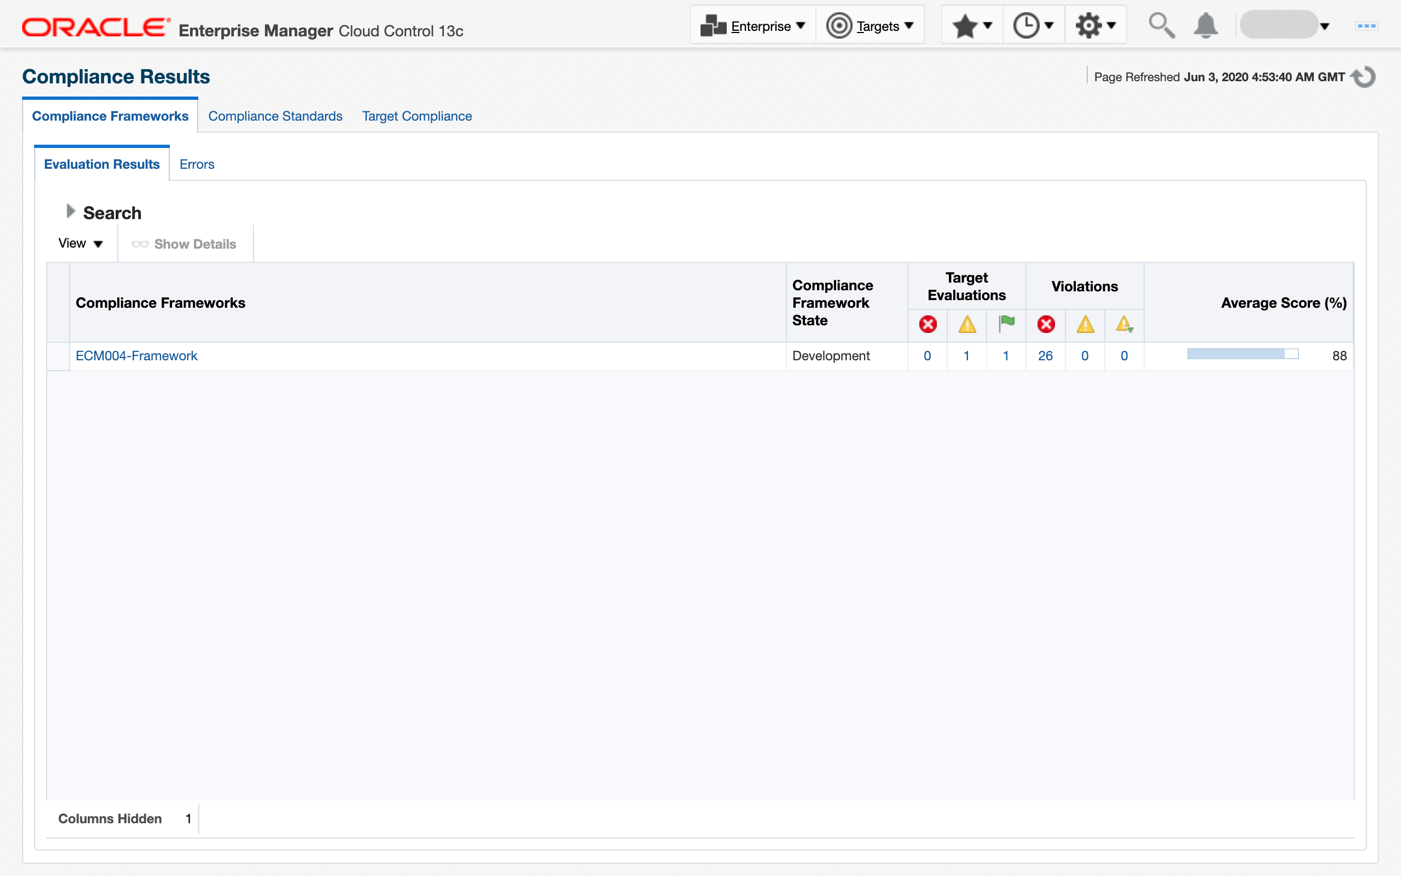 ORACLE Enterprise Manager Cloud Control 13c
Enterprise
Targets
Compliance Results
Page Refreshed Jun 3, 2020 4:53:40 AM GMT
Compliance Frameworks
Compliance Standards
Target Compliance
Evaluation Results
Errors
Search
View
Show Details
Compliance Frameworks
Compliance
Framework
State
Target
Evaluations
Violations
Average Score (%)
ECM004-Framework Development 0 1 1 26 0 0 88
Columns Hidden 1